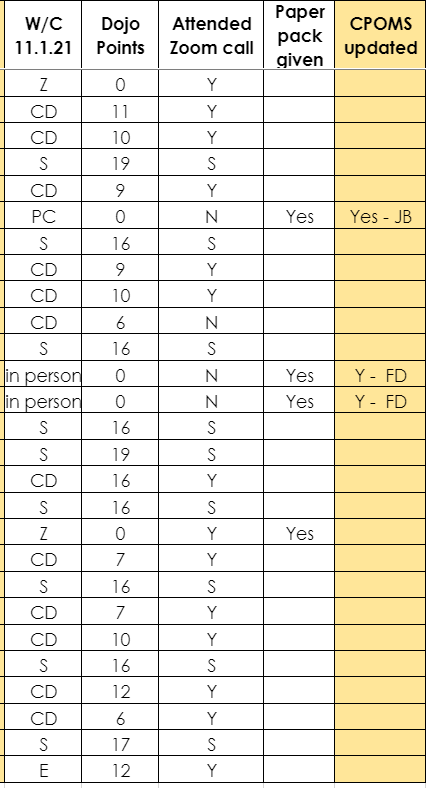 W/C 11.1.21 Dojo Points Attended Zoom call Paper pack given CPOMS updated
Z 0 Y
CD 11 Y
CD 10 Y
S 19 S
CD 9 Y
PC 0 N Yes Yes - JB
S 16 S
CD 9 Y
CD 10 Y
CD 6 N
S 16 S
in person 0 N Yes Y - FD
in person 0 N Yes Y - FD
S 16 S
S 19 S
CD 16 Y
S 16 S
Z 0 Y Yes
CD 7 Y
S 16 S
CD 7 Y
CD 10 Y
S 16 S
CD 12 Y
CD 6 Y
S 17 S
E 12 Y